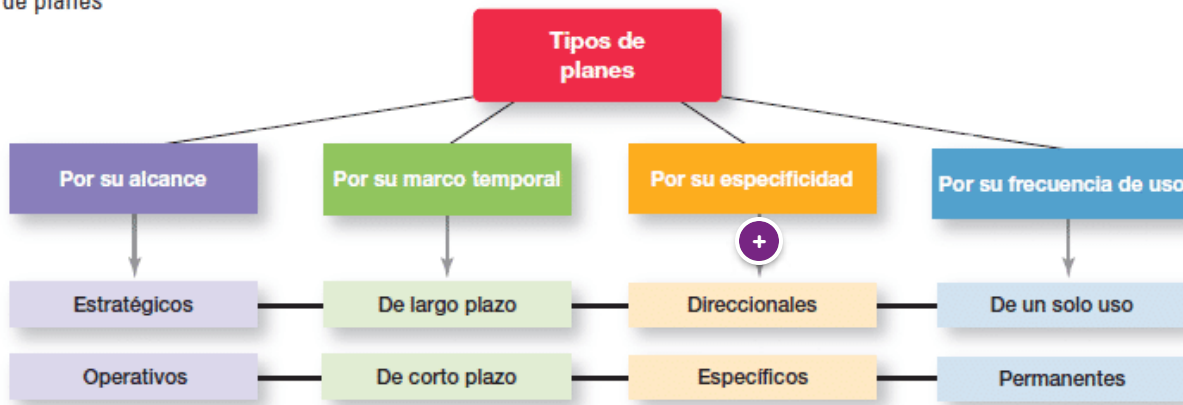 de planes
Tipos de
planes
Por su alcance
Por su marco temporal
Por su especificidad
Por su frecuencia de uso
+
Estratégicos
De largo plazo
Direccionales
De un solo uso
Operativos
De corto plazo
Específicos
Permanentes